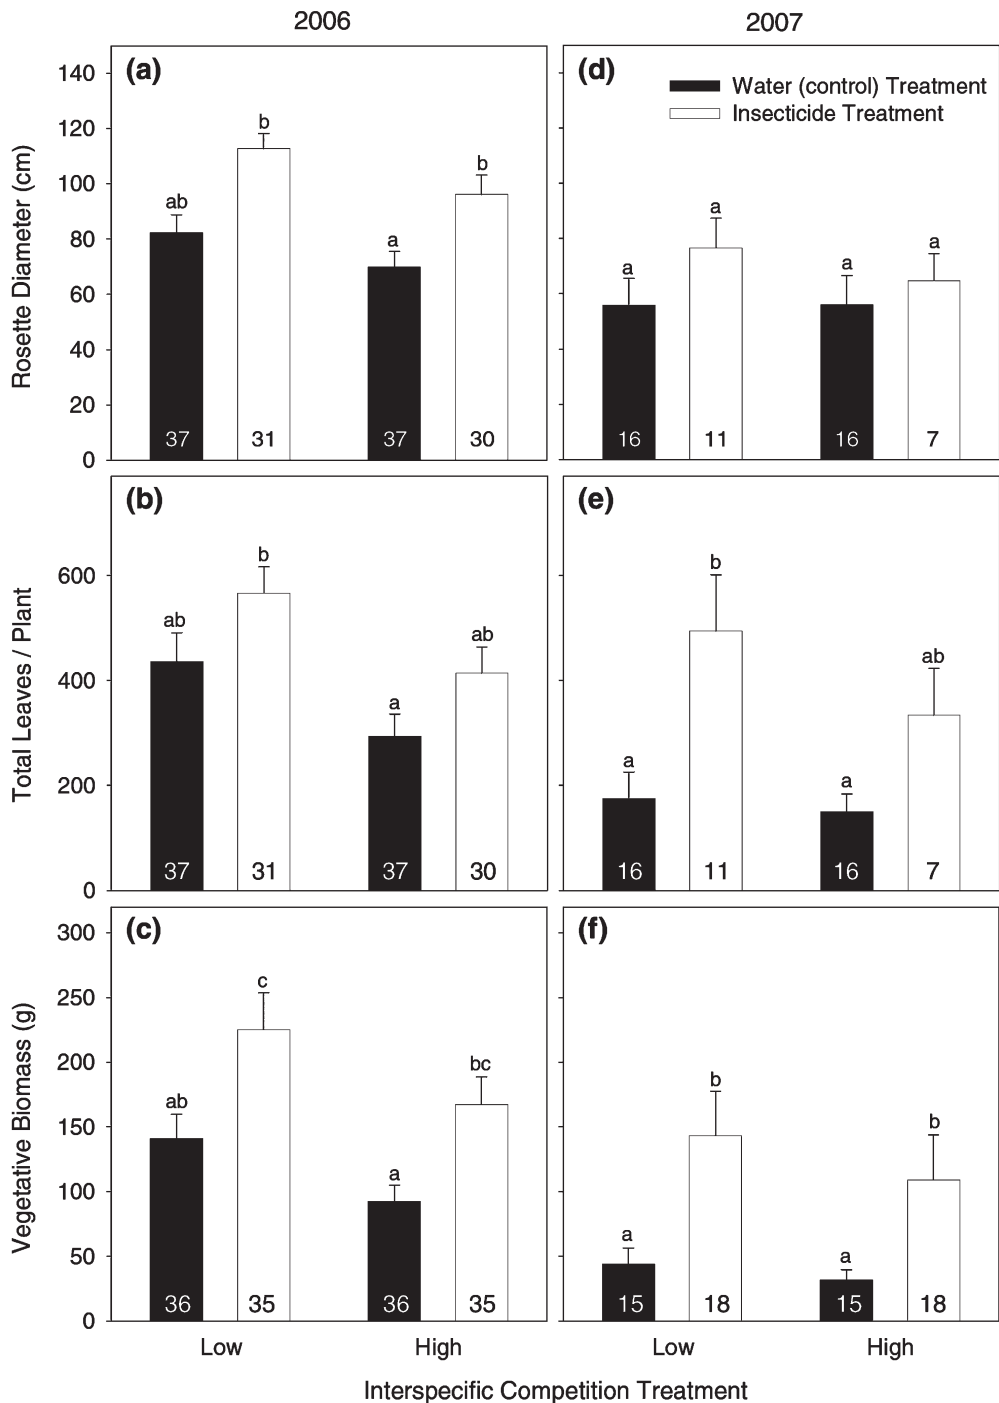 2006 2007
(a) (d)
Water (control) Treatment
Insecticide Treatment
Rosette Diameter (cm)
140
120
100
80
60
40
20
0
ab b a b
37 31 37 30
a a a a
16 11 16 7
(b) (e)
Total Leaves / Plant
600
400
200
0
ab b a ab
37 31 37 30
a b a ab
16 11 16 7
(c) (f)
Vegetative Biomass (g)
300
250
200
150
100
50
0
ab c a bc
36 35 36 35
a b a b
15 18 15 18
Low High Low High
Interspecific Competition Treatment